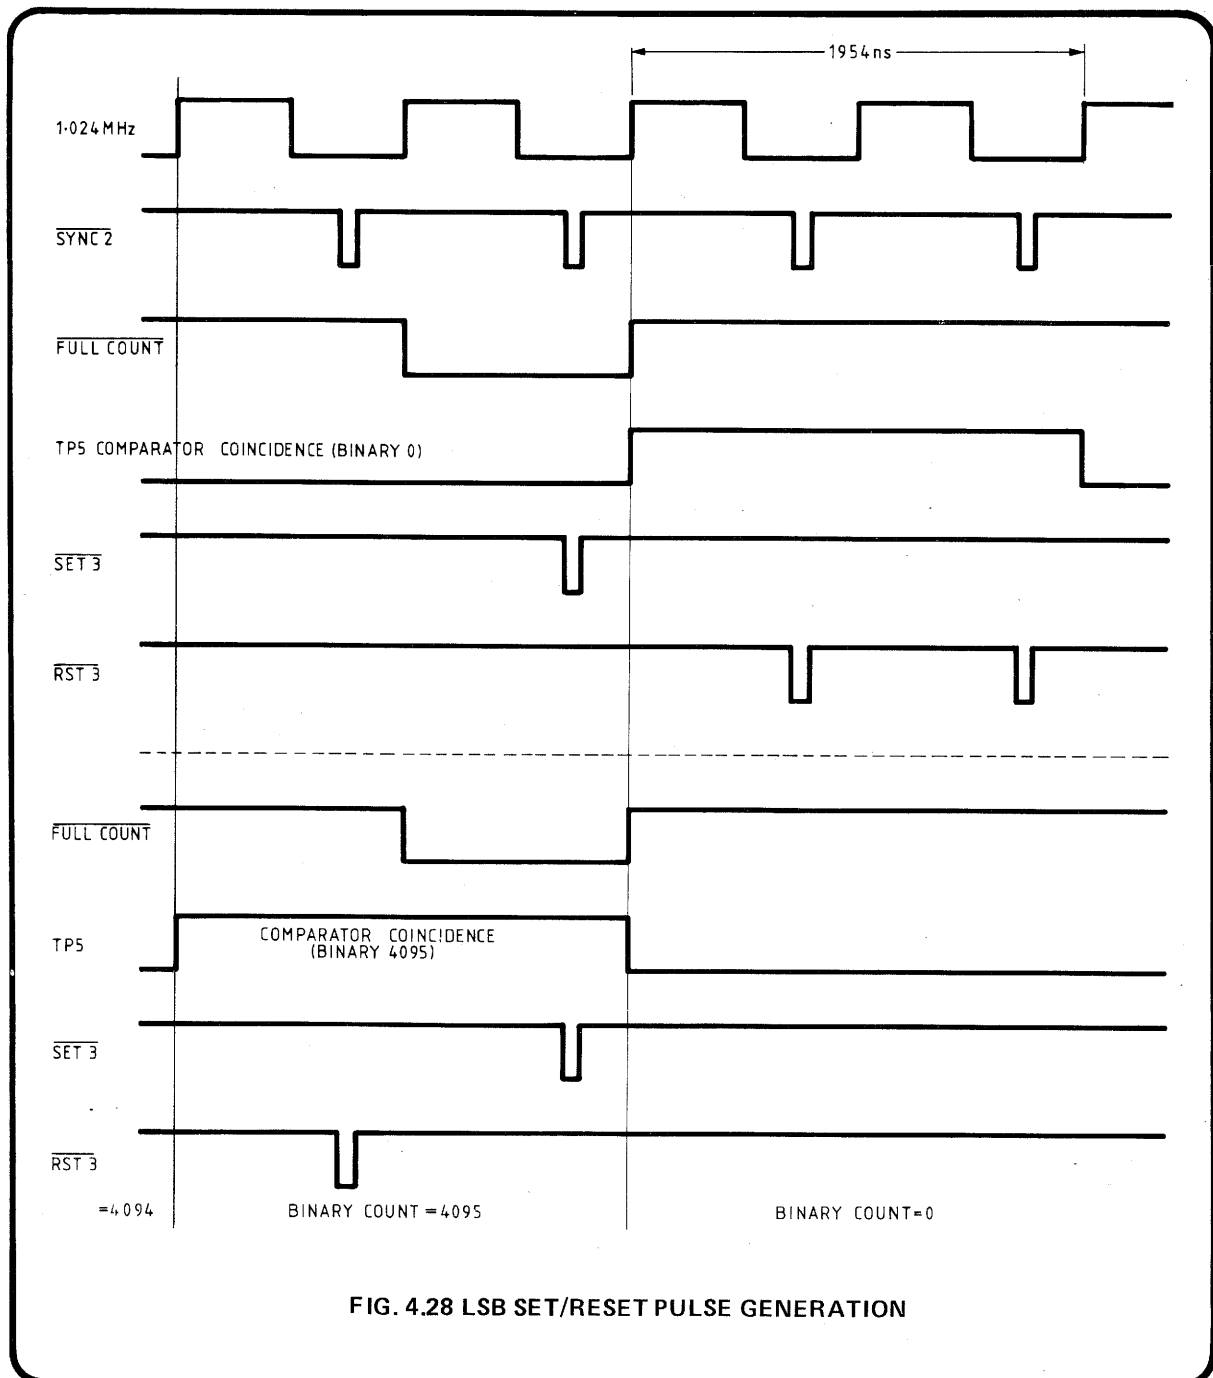 1954ns
1·024MHz
SYNC 2
FULL COUNT
TP5 COMPARATOR COINCIDENCE (BINARY 0)
SET 3
RST 3
FULL COUNT
TP5
COMPARATOR COINCIDENCE
(BINARY 4095)
SET 3
RST 3
=4094
BINARY COUNT =4095
BINARY COUNT=0
FIG. 4.28 LSB SET/RESET PULSE GENERATION